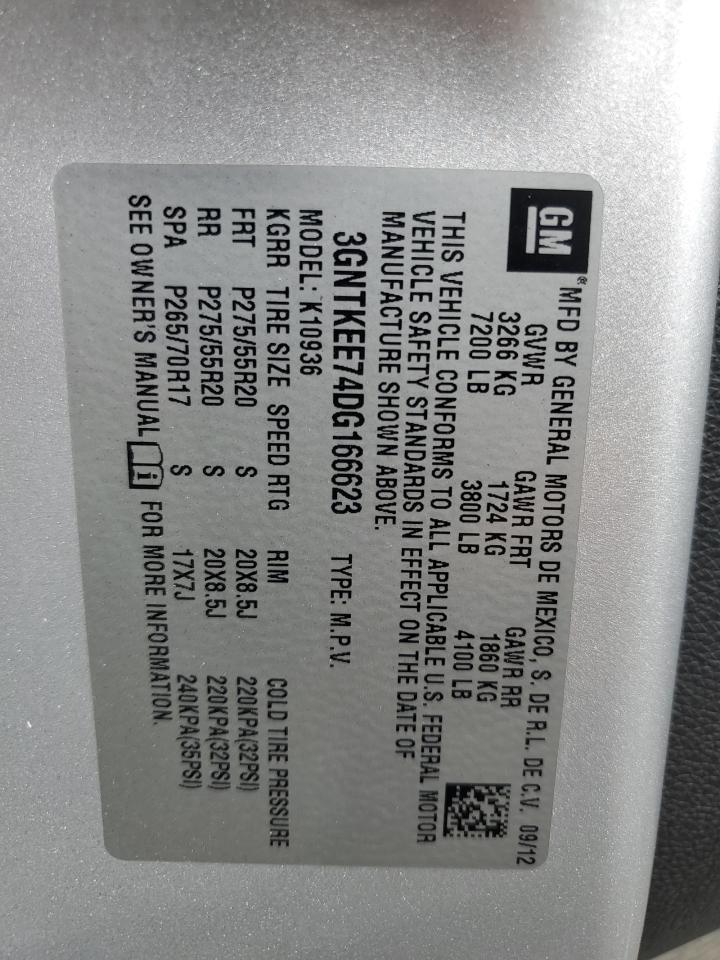 GM
®MFD BY GENERAL MOTORS DE MEXICO, S. DE R.L. DE C.V. 09/12
GVWR GAWR FRT GAWR RR
3266 KG 1724 KG 1860 KG
7200 LB 3800 LB 4100 LB
THIS VEHICLE CONFORMS TO ALL APPLICABLE U.S. FEDERAL MOTOR
VEHICLE SAFETY STANDARDS IN EFFECT ON THE DATE OF
MANUFACTURE SHOWN ABOVE.
3GNTKEE74DG166623 TYPE: M.P.V.
MODEL: K10936
KGRR TIRE SIZE SPEED RTG RIM COLD TIRE PRESSURE
FRT P275/55R20 S 20X8.5J 220KPA(32PSI)
RR P275/55R20 S 20X8.5J 220KPA(32PSI)
SPA P265/70R17 S 17X7J 240KPA(35PSI)
SEE OWNER'S MANUAL i FOR MORE INFORMATION.